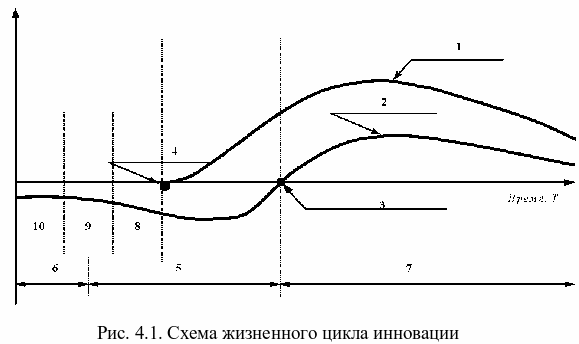 1
2
4
Время, Т
3
10 9 8
6 5 7
Рис. 4.1. Схема жизненного цикла инновации